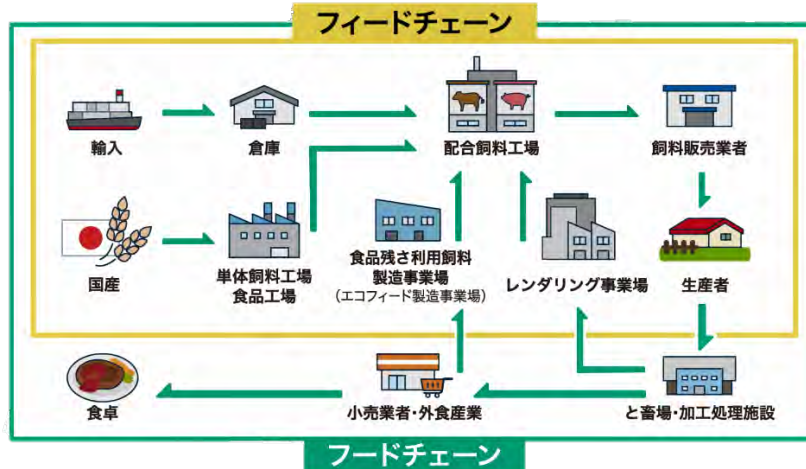 フィードチェーン
輸入
倉庫
配合飼料工場
飼料販売業者
国産
単体飼料工場
食品工場
食品残さ利用飼料
製造事業場
（エコフィード製造事業場）
レンダリング事業場
生産者
食卓
小売業者・外食産業
と畜場・加工処理施設
フードチェーン